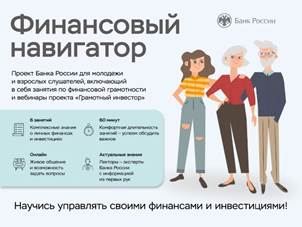 Финансовый
навигатор
Банк России
Проект Банка России для молодежи
и взрослых слушателей, включающий
в себя занятия по финансовой грамотности
и вебинары проекта «Грамотный инвестор»
6 занятий
Комплексные знания
о личных финансах
и инвестициях
60 минут
Комфортная длительность
занятий – успеем обсудить
важное
Онлайн
Живое общение
и возможность
задать вопросы
Актуальные знания
Лекторы – эксперты
Банка России
с информацией
из первых рук
Научись управлять своими финансами и инвестициями!